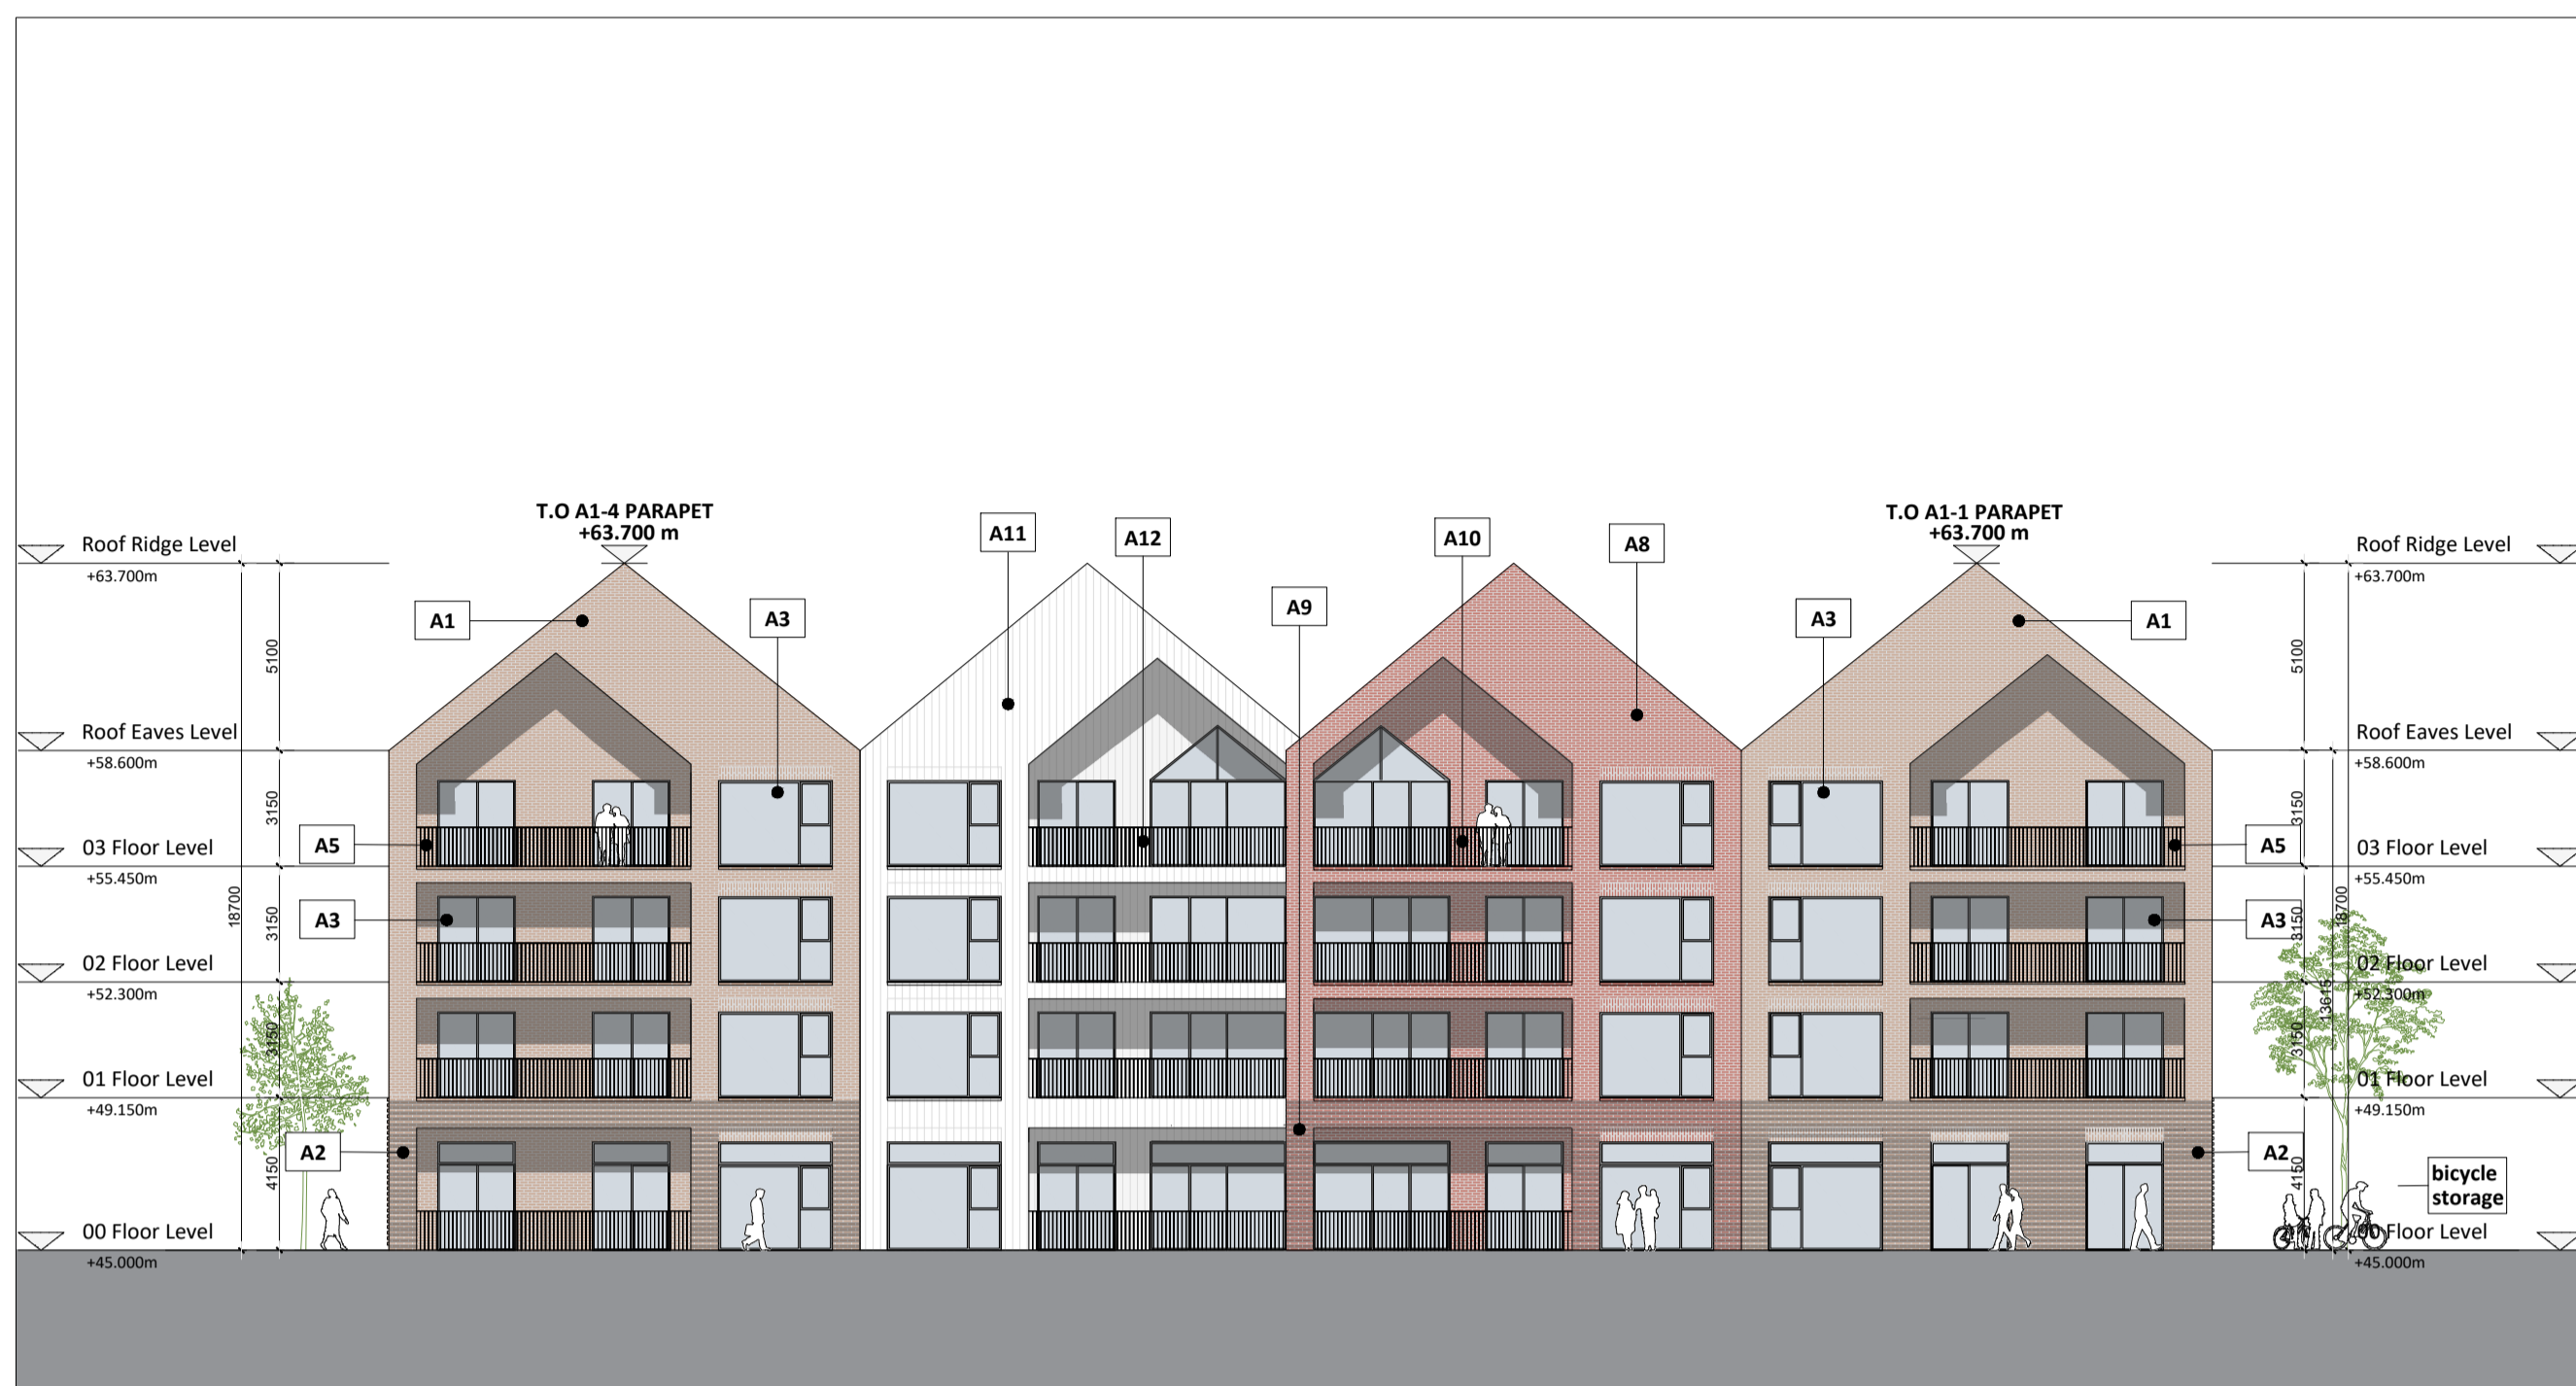 T.O A1-4 PARAPET
+63.700 m
T.O A1-1 PARAPET
+63.700 m
A11
A12
A10
A8
Roof Ridge Level
+63.700m
Roof Ridge Level
+63.700m
A1
A3
A9
A3
A1
5100
5100
Roof Eaves Level
+58.600m
Roof Eaves Level
+58.600m
3150
3150
A5
03 Floor Level
+55.450m
A5
03 Floor Level
+55.450m
18700
3150
A3
A3
3150
18700
02 Floor Level
+52.300m
02 Floor Level
+52.300m
3150
3150
13615
01 Floor Level
+49.150m
01 Floor Level
+49.150m
A2
4150
A2
4150
bicycle
storage
00 Floor Level
+45.000m
00 Floor Level
+45.000m